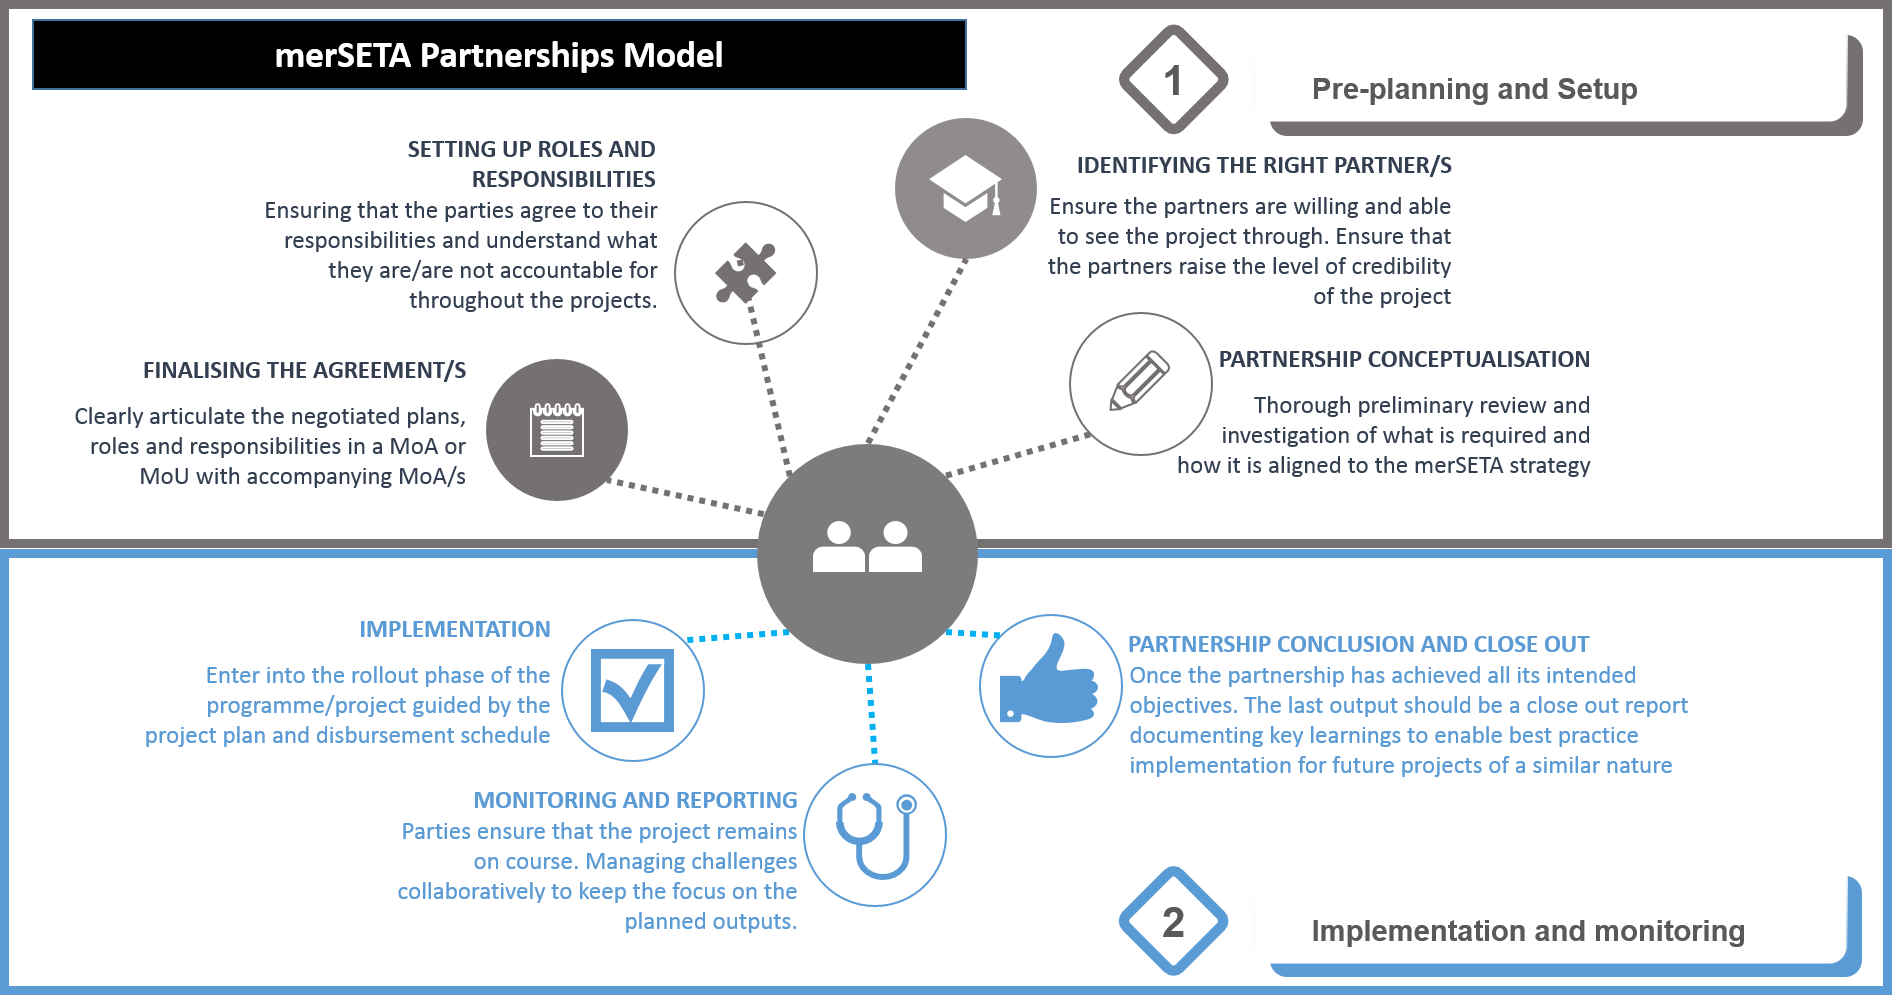 merSETA Partnerships Model
1
Pre-planning and Setup
SETTING UP ROLES AND
RESPONSIBILITIES
Ensuring that the parties agree to their
responsibilities and understand what
they are/are not accountable for
throughout the projects.
IDENTIFYING THE RIGHT PARTNER/S
Ensure the partners are willing and able
to see the project through. Ensure that
the partners raise the level of credibility
of the project
FINALISING THE AGREEMENT/S
Clearly articulate the negotiated plans,
roles and responsibilities in a MoA or
MoU with accompanying MoA/s
PARTNERSHIP CONCEPTUALISATION
Thorough preliminary review and
investigation of what is required and
how it is aligned to the merSETA strategy
IMPLEMENTATION
Enter into the rollout phase of the
programme/project guided by the
project plan and disbursement schedule
PARTNERSHIP CONCLUSION AND CLOSE OUT
Once the partnership has achieved all its intended
objectives. The last output should be a close out report
documenting key learnings to enable best practice
implementation for future projects of a similar nature
MONITORING AND REPORTING
Parties ensure that the project remains
on course. Managing challenges
collaboratively to keep the focus on the
planned outputs.
2
Implementation and monitoring